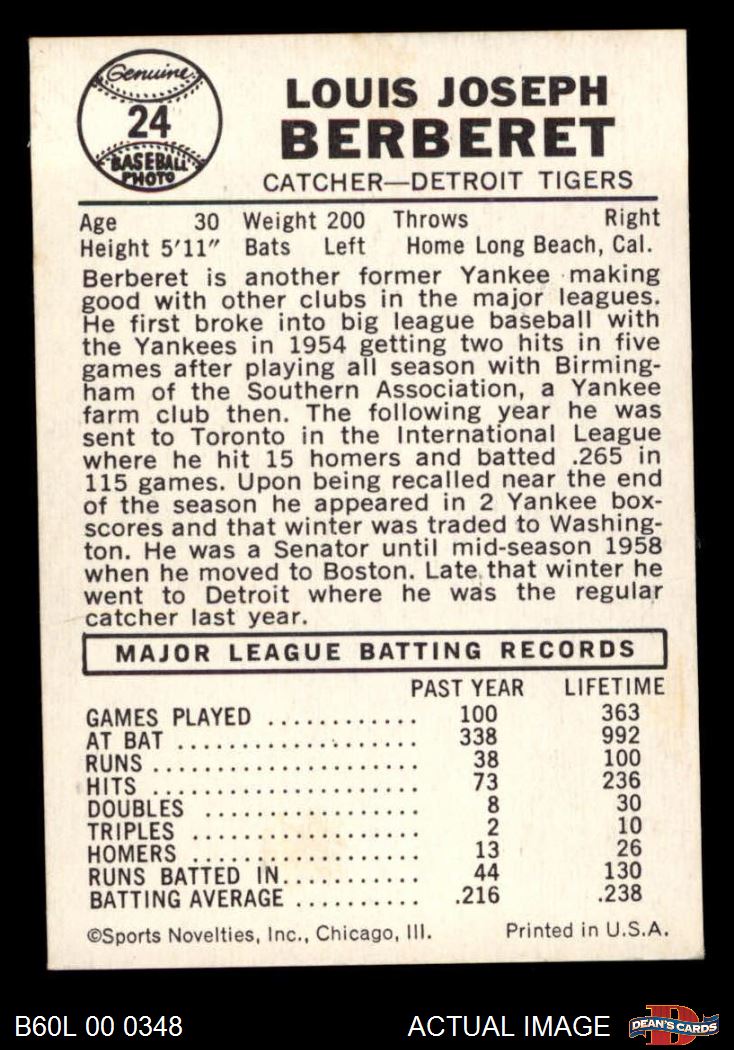 Genuine
24
BASEBALL
PHOTO
LOUIS JOSEPH
BERBERET
CATCHER—DETROIT TIGERS
Age 30 Weight 200 Throws Right
Height 5'11" Bats Left Home Long Beach, Cal.
Berberet is another former Yankee making
good with other clubs in the major leagues.
He first broke into big league baseball with
the Yankees in 1954 getting two hits in five
games after playing all season with Birming-
ham of the Southern Association, a Yankee
farm club then. The following year he was
sent to Toronto in the International League
where he hit 15 homers and batted .265 in
115 games. Upon being recalled near the end
of the season he appeared in 2 Yankee box-
scores and that winter was traded to Washing-
ton. He was a Senator until mid-season 1958
when he moved to Boston. Late that winter he
went to Detroit where he was the regular
catcher last year.
MAJOR LEAGUE BATTING RECORDS
PAST YEAR LIFETIME
GAMES PLAYED ............ 100 363
AT BAT ................... 338 992
RUNS ..................... 38 100
HITS ...................... 73 236
DOUBLES ................. 8 30
TRIPLES .................. 2 10
HOMERS .................. 13 26
RUNS BATTED IN........... 44 130
BATTING AVERAGE .......... .216 .238
©Sports Novelties, Inc., Chicago, Ill. Printed in U.S.A.
B60L 00 0348 ACTUAL IMAGE D DEAN'S CARDS